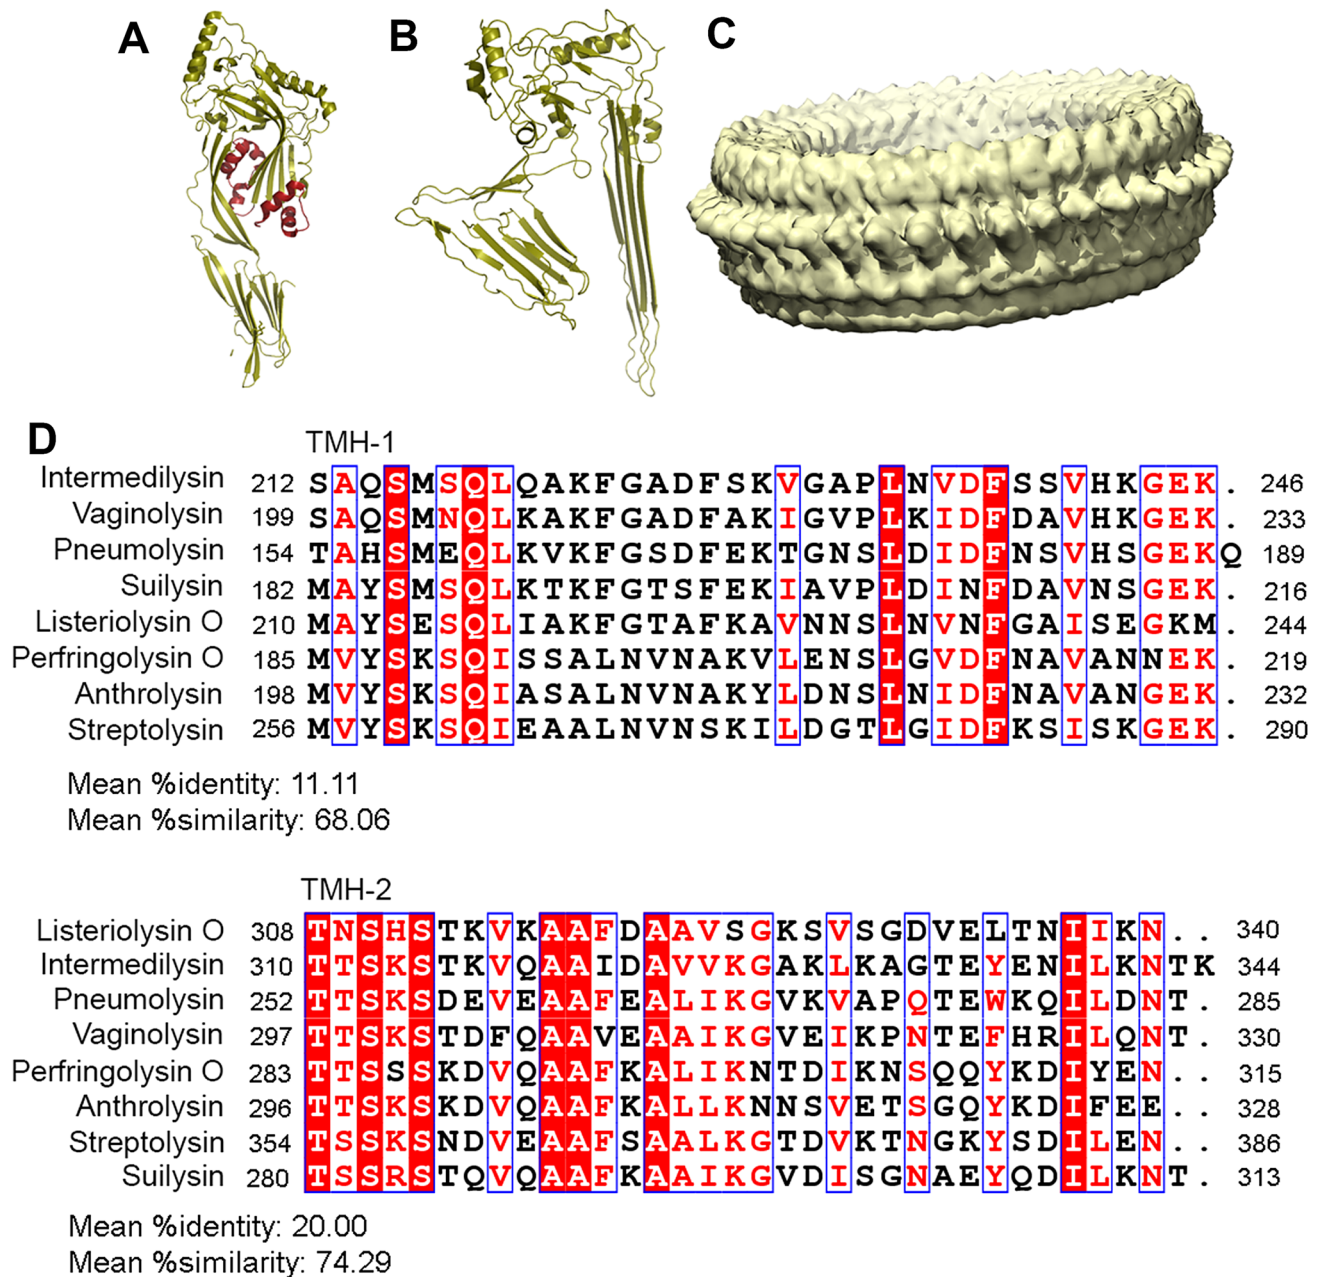 A B C
D
TMH-1
Intermedilysin 212 SAQSMSQLQAKFGADFSKVGAPLNVDFSSVHKGEK. 246
Vaginolysin 199 SAQSMNQLKAKFGADFAKIGVPLKIDFDAVHKGEK. 233
Pneumolysin 154 TAHSMEQLKVKFGSDFEKTGNSLDIDFNSVHSGEKQ 189
Suilysin 182 MAYSMSQLKTKFGTSFEKIAVPLDINFDAVNSGEK. 216
Listeriolysin O 210 MAYSESQLIAKFGTAFKAVNNSLNVNFGAISEGKM. 244
Perfringolysin O 185 MVYSKSQISSALNVNAKVLENSLGVDFNAVANNEK. 219
Anthrolysin 198 MVYSKSQIASALNVNAKYLDNSLNIDFNAVANGEK. 232
Streptolysin 256 MVYSKSQIEAALNVNSKILDGTLGIDFKSISKGEK. 290
Mean %identity: 11.11
Mean %similarity: 68.06
TMH-2
Listeriolysin O 308 TNSHSTKVKAAFDAAVSGKSVSGDVELTNIIKN.. 340
Intermedilysin 310 TTSKSTKVQAAIDAVVKGAKLKAGTEYENILKNTK 344
Pneumolysin 252 TTSKSDEVEAAFEALIKGVKVAPQTEWKQILDNT. 285
Vaginolysin 297 TTSKSTDFQAAVEAAIKGVEIKPNTEFHRILQNT. 330
Perfringolysin O 283 TTSSSKDVQAAFKALIKNTDIKNSQQYKDIYEN.. 315
Anthrolysin 296 TTSKSKDVQAAFKALLKNNSVETSGQYKDIFEE.. 328
Streptolysin 354 TSSKSNDVEAAFSAALKGTDVKTNGKYSDILEN.. 386
Suilysin 280 TSSRSTQVQAAFKAAIKGVDISGNAEYQDILKNT. 313
Mean %identity: 20.00
Mean %similarity: 74.29